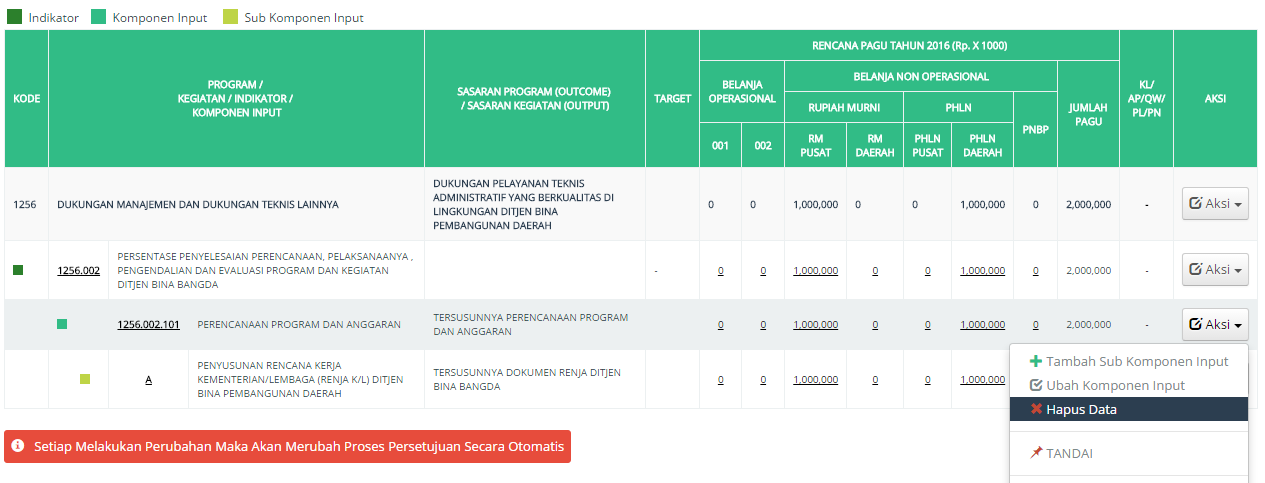 Indikator Komponen Input Sub Komponen Input
KODE
PROGRAM /
KEGIATAN / INDIKATOR /
KOMPONEN INPUT
SASARAN PROGRAM (OUTCOME)
/ SASARAN KEGIATAN (OUTPUT)
TARGET
RENCANA PAGU TAHUN 2016 (Rp. X 1000)
BELANJA
OPERASIONAL
BELANJA NON OPERASIONAL
RUPIAH MURNI
PHLN
PNBP
JUMLAH
PAGU
001
002
RM
PUSAT
RM
DAERAH
PHLN
PUSAT
PHLN
DAERAH
KL/
AP/QW/
PL/PN
AKSI
1256
DUKUNGAN MANAJEMEN DAN DUKUNGAN TEKNIS LAINNYA
DUKUNGAN PELAYANAN TEKNIS
ADMINISTRATIF YANG BERKUALITAS DI
LINGKUNGAN DITJEN BINA
PEMBANGUNAN DAERAH
0 0 1,000,000 0 0 1,000,000 0 2,000,000 - Aksi
1256.002
PERSENTASE PENYELESAIAN PERENCANAAN, PELAKSANAANYA ,
PENGENDALIAN DAN EVALUASI PROGRAM DAN KEGIATAN
DITJEN BINA BANGDA
- 0 0 1,000,000 0 0 1,000,000 0 2,000,000 - Aksi
1256.002.101
PERENCANAAN PROGRAM DAN ANGGARAN
TERSUSUNNYA PERENCANAAN PROGRAM
DAN ANGGARAN
0 0 1,000,000 0 0 1,000,000 0 2,000,000 - Aksi
A
PENYUSUNAN RENCANA KERJA
KEMENTERIAN/LEMBAGA (RENJA K/L) DITJEN
BINA PEMBANGUNAN DAERAH
TERSUSUNNYA DOKUMEN RENJA DITJEN
BINA BANGDA
0 0 1,000,000 0 0 1,000,000
Tambah Sub Komponen Input
Ubah Komponen Input
Hapus Data
TANDAI
Setiap Melakukan Perubahan Maka Akan Merubah Proses Persetujuan Secara Otomatis